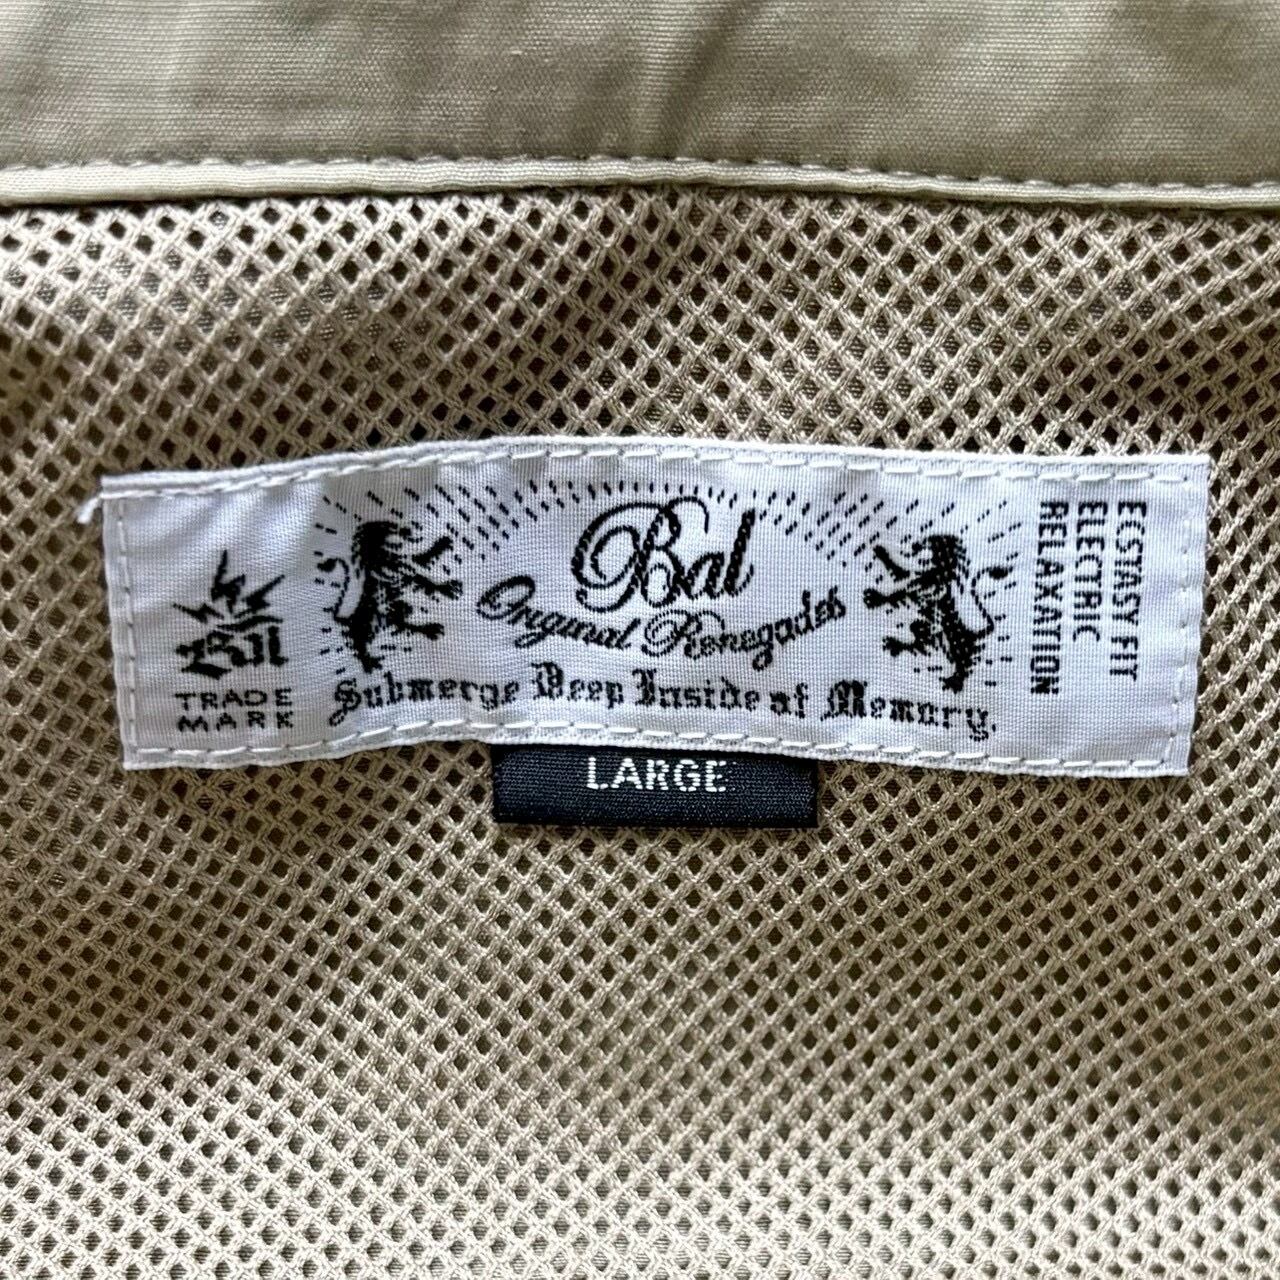 Bal
TRADE
MARK
Bal
Original Renegades
Submerge Deep Inside of Memory.
ECSTASY FIT
ELECTRIC
RELAXATION
LARGE